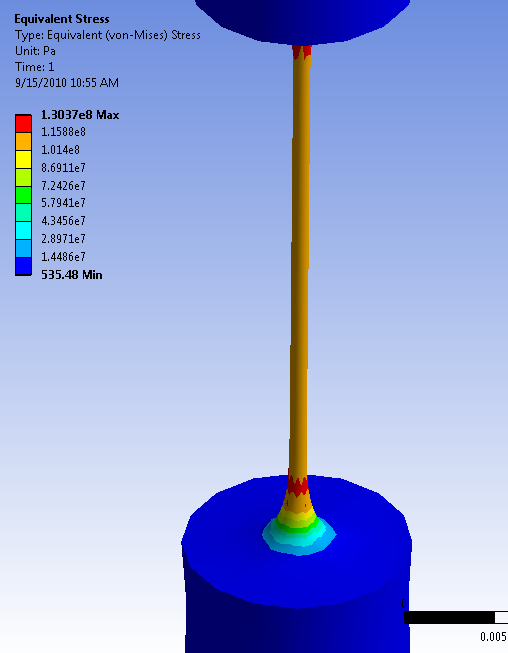 Equivalent Stress
Type: Equivalent (von-Mises) Stress
Unit: Pa
Time: 1
9/15/2010 10:55 AM
1.3037e8 Max
1.1588e8
1.014e8
8.6911e7
7.2426e7
5.7941e7
4.3456e7
2.8971e7
1.4486e7
535.48 Min
0.005